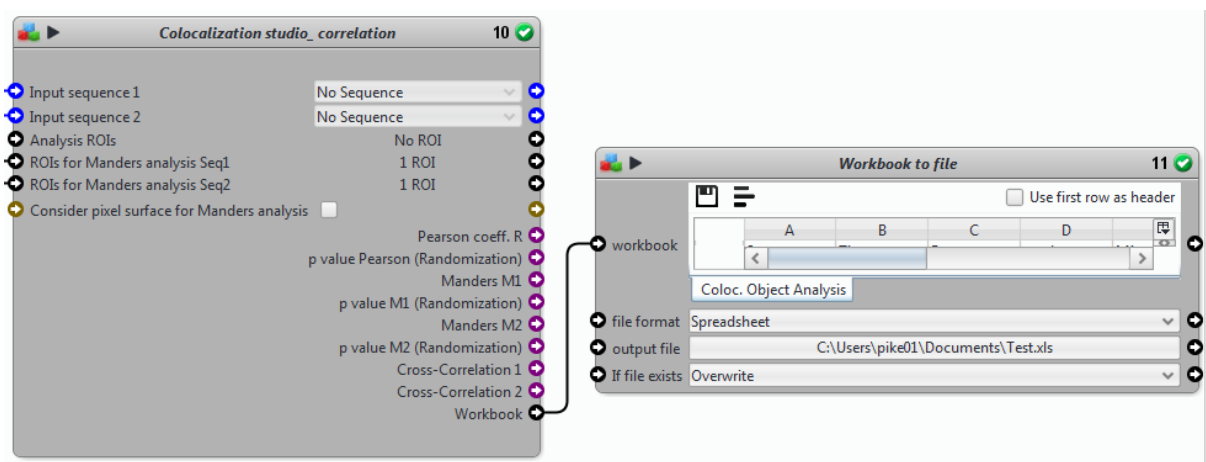 Colocalization studio_ correlation 10
Input sequence 1 No Sequence
Input sequence 2 No Sequence
Analysis ROIs No ROI
ROIs for Manders analysis Seq1 1 ROI
ROIs for Manders analysis Seq2 1 ROI
Consider pixel surface for Manders analysis
Pearson coeff. R
p value Pearson (Randomization)
Manders M1
p value M1 (Randomization)
Manders M2
p value M2 (Randomization)
Cross-Correlation 1
Cross-Correlation 2
Workbook
Workbook to file 11
Use first row as header
A B C D
workbook
Coloc. Object Analysis
file format Spreadsheet
output file C:\Users\pike01\Documents\Test.xls
If file exists Overwrite